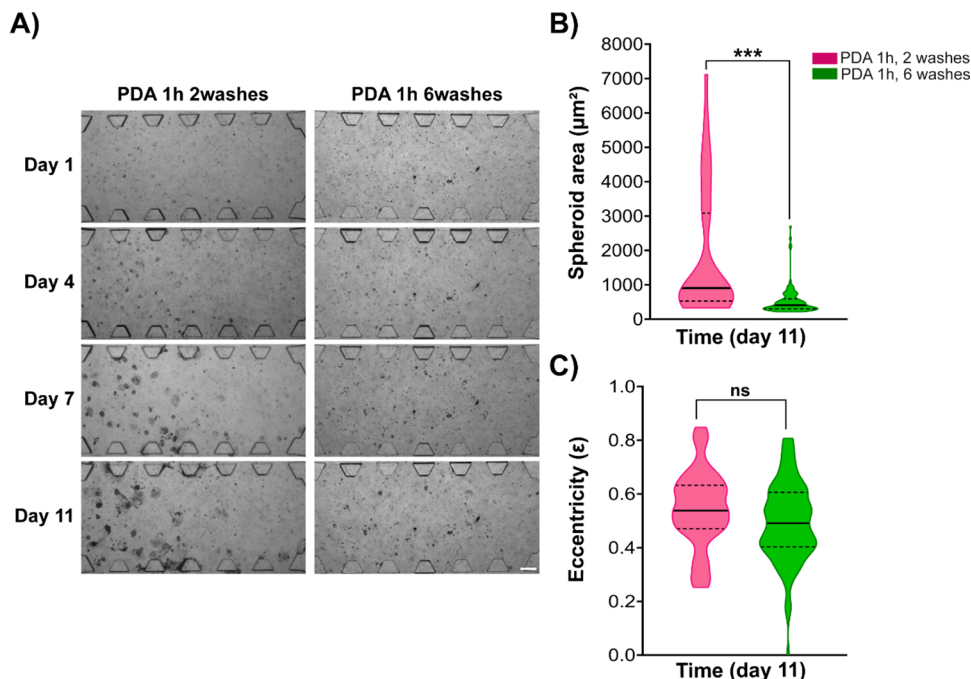 A)
PDA 1h 2washes
PDA 1h 6washes
Day 1
Day 4
Day 7
Day 11
B)
Spheroid area (µm²)
8000
7000
6000
5000
4000
3000
2000
1000
0
***
PDA 1h, 2 washes
PDA 1h, 6 washes
Time (day 11)
C)
Eccentricity (ε)
1.0
0.8
0.6
0.4
0.2
0.0
ns
Time (day 11)